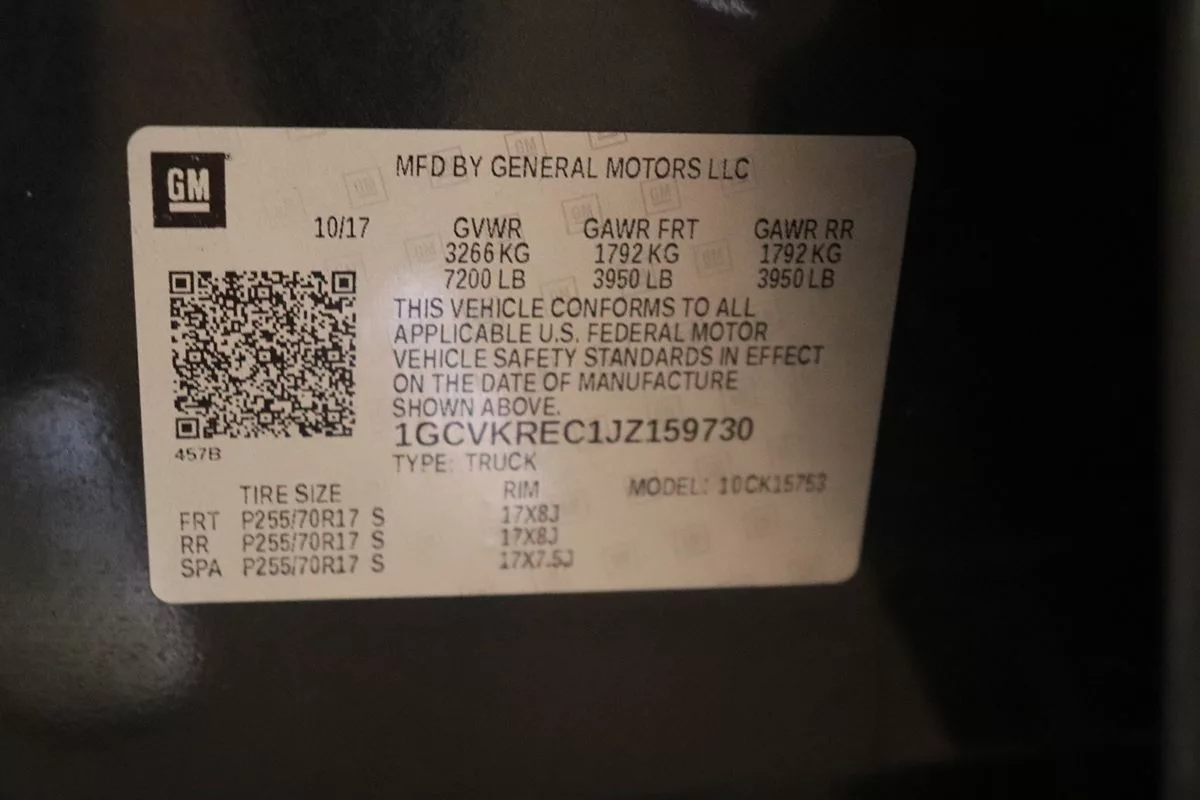 GM
MFD BY GENERAL MOTORS LLC
10/17 GVWR GAWR FRT GAWR RR
3266 KG 1792 KG 1792 KG
7200 LB 3950 LB 3950 LB
THIS VEHICLE CONFORMS TO ALL
APPLICABLE U.S. FEDERAL MOTOR
VEHICLE SAFETY STANDARDS IN EFFECT
ON THE DATE OF MANUFACTURE
SHOWN ABOVE.
1GCVKREC1JZ159730
457B
TYPE: TRUCK
TIRE SIZE RIM MODEL: 10CK15753
FRT P255/70R17 S 17X8J
RR P255/70R17 S 17X8J
SPA P255/70R17 S 17X7.5J